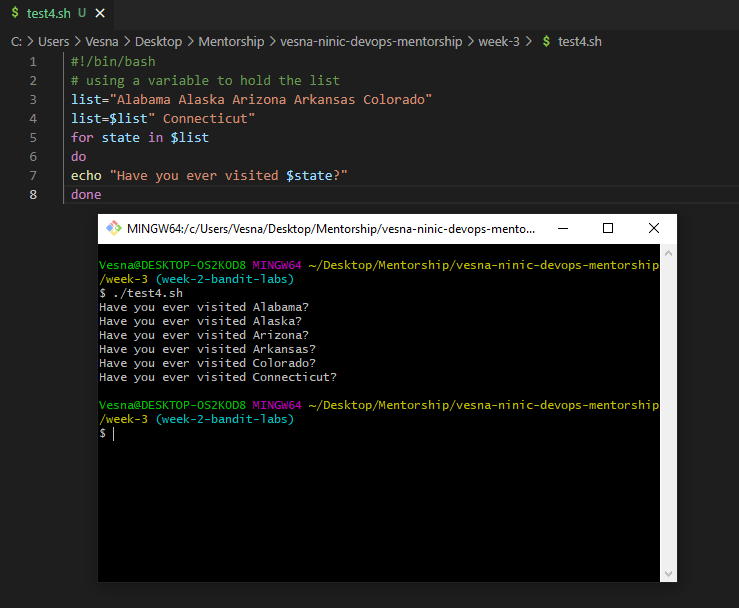 $ test4.sh U ✕
C: > Users > Vesna > Desktop > Mentorship > vesna-ninic-devops-mentorship > week-3 > $ test4.sh
1 #!/bin/bash
2 # using a variable to hold the list
3 list="Alabama Alaska Arizona Arkansas Colorado"
4 list=$list" Connecticut"
5 for state in $list
6 do
7 echo "Have you ever visited $state?"
8 done
MINGW64:/c/Users/Vesna/Desktop/Mentorship/vesna-ninic-devops-mento...
Vesna@DESKTOP-OS2KOD8 MINGW64 ~/Desktop/Mentorship/vesna-ninic-devops-mentorship
/week-3 (week-2-bandit-labs)
$ ./test4.sh
Have you ever visited Alabama?
Have you ever visited Alaska?
Have you ever visited Arizona?
Have you ever visited Arkansas?
Have you ever visited Colorado?
Have you ever visited Connecticut?
Vesna@DESKTOP-OS2KOD8 MINGW64 ~/Desktop/Mentorship/vesna-ninic-devops-mentorship
/week-3 (week-2-bandit-labs)
$